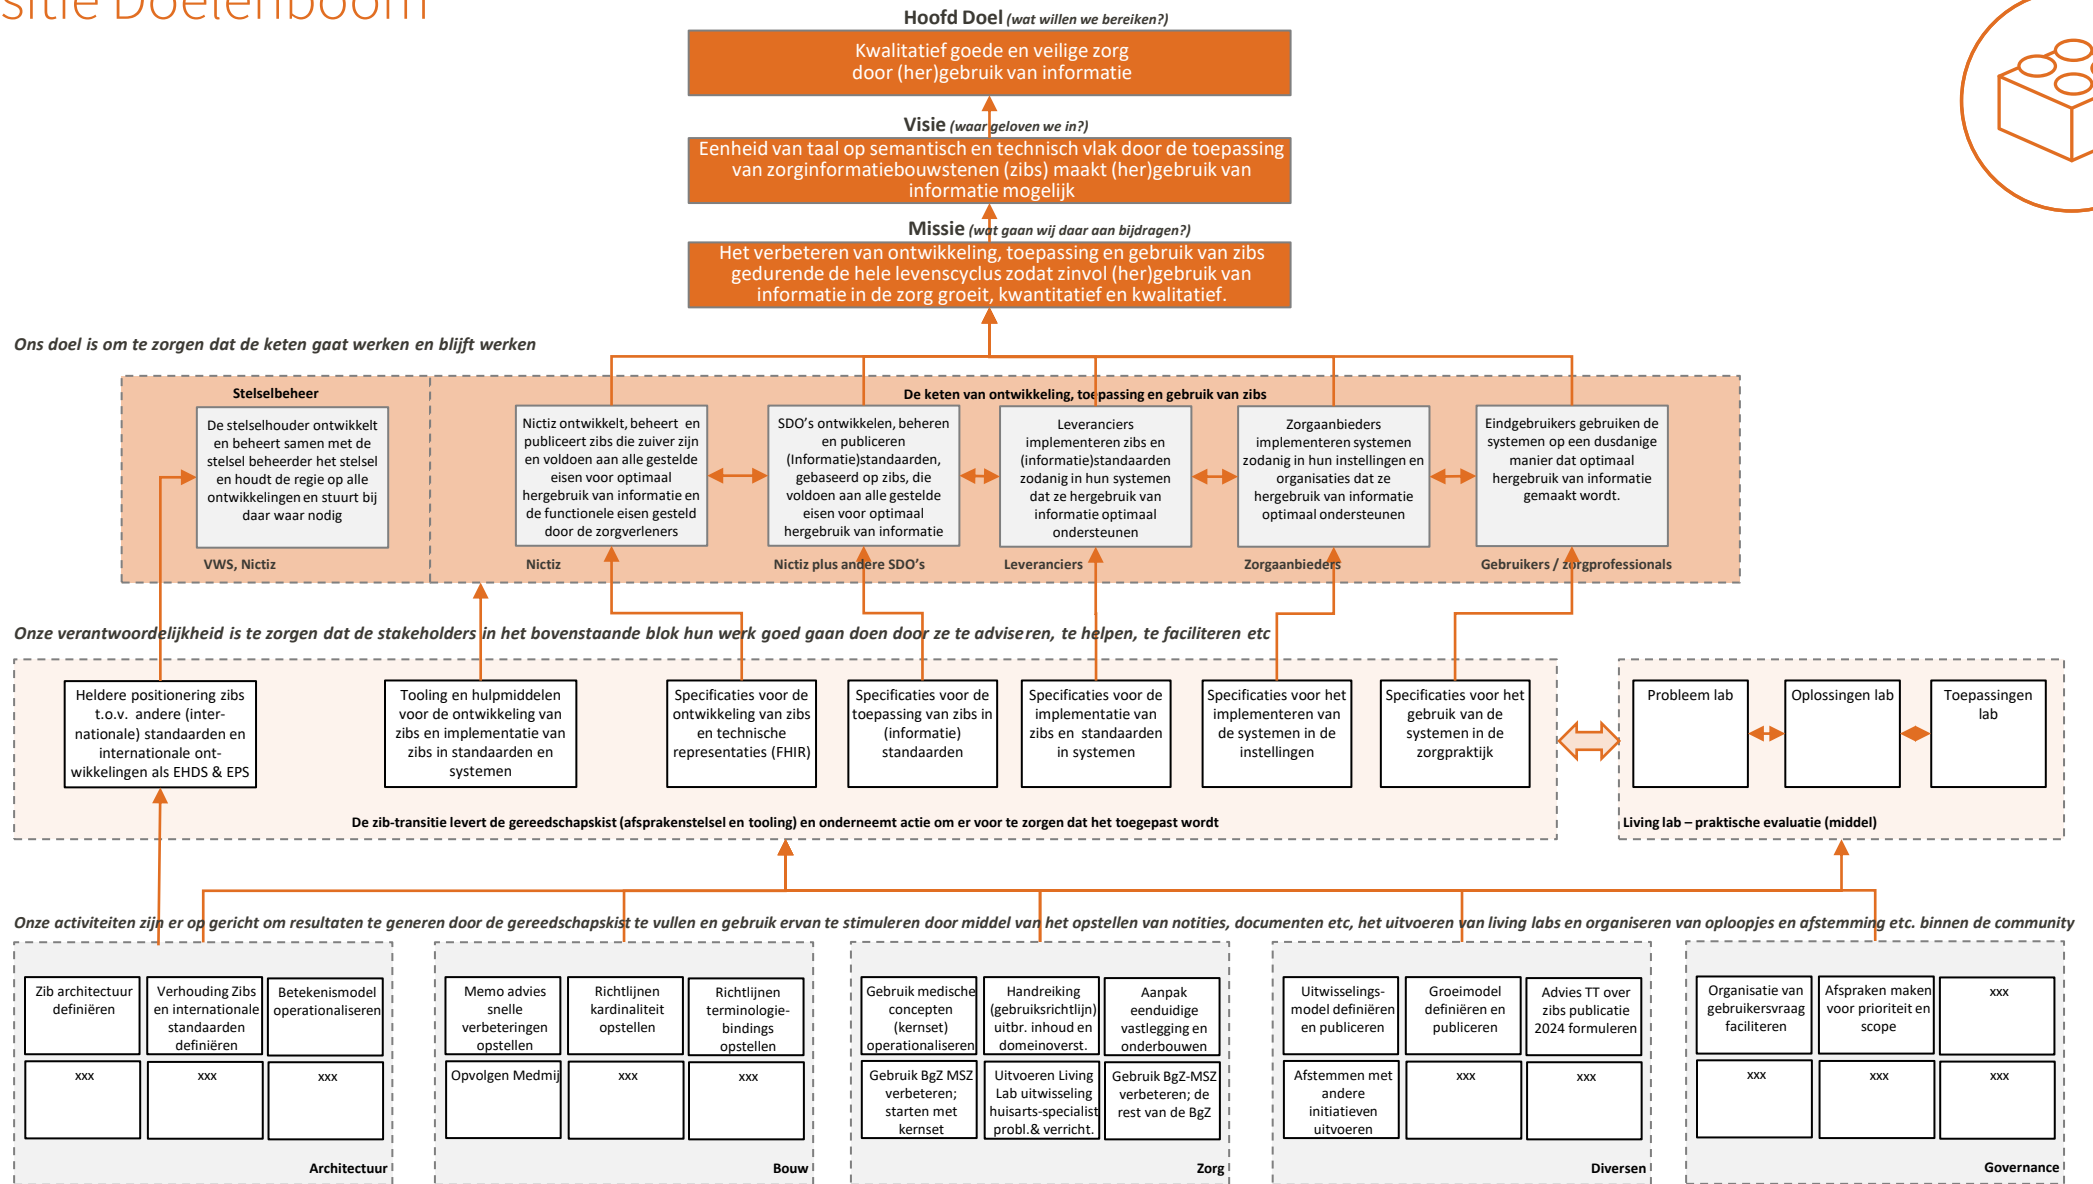 sitie Doelenboom
Hoofd Doel (wat willen we bereiken?)
Kwalitatief goede en veilige zorg
door (her)gebruik van informatie
Visie (waar geloven we in?)
Eenheid van taal op semantisch en technisch vlak door de toepassing
van zorginformatiebouwstenen (zibs) maakt (her)gebruik van
informatie mogelijk
Missie (wat gaan wij daar aan bijdragen?)
Het verbeteren van ontwikkeling, toepassing en gebruik van zibs
gedurende de hele levenscyclus zodat zinvol (her)gebruik van
informatie in de zorg groeit, kwantitatief en kwalitatief.
Ons doel is om te zorgen dat de keten gaat werken en blijft werken
Stelselbeheer
De stelselhouder ontwikkelt
en beheert samen met de
stelsel beheerder het stelsel
en houdt de regie op alle
ontwikkelingen en stuurt bij
daar waar nodig
VWS, Nictiz
De keten van ontwikkeling, toepassing en gebruik van zibs
Nictiz ontwikkelt, beheert en
publiceert zibs die zuiver zijn
en voldoen aan alle gestelde
eisen voor optimaal
hergebruik van informatie en
de functionele eisen gesteld
door de zorgverleners
Nictiz
SDO's ontwikkelen, beheren
en publiceren
(Informatie)standaarden,
gebaseerd op zibs, die
voldoen aan alle gestelde
eisen voor optimaal
hergebruik van informatie
Nictiz plus andere SDO's
Leveranciers
implementeren zibs en
(informatie)standaarden
zodanig in hun systemen
dat ze hergebruik van
informatie optimaal
ondersteunen
Leveranciers
Zorgaanbieders
implementeren systemen
zodanig in hun instellingen en
organisaties dat ze
hergebruik van informatie
optimaal ondersteunen
Zorgaanbieders
Eindgebruikers gebruiken de
systemen op een dusdanige
manier dat optimaal
hergebruik van informatie
gemaakt wordt.
Gebruikers / zorgprofessionals
Onze verantwoordelijkheid is te zorgen dat de stakeholders in het bovenstaande blok hun werk goed gaan doen door ze te adviseren, te helpen, te faciliteren etc
Heldere positionering zibs
t.o.v. andere (inter-
nationale) standaarden en
internationale ont-
wikkelingen als EHDS & EPS
Tooling en hulpmiddelen
voor de ontwikkeling van
zibs en implementatie van
zibs in standaarden en
systemen
Specificaties voor de
ontwikkeling van zibs
en technische
representaties (FHIR)
Specificaties voor de
toepassing van zibs in
(informatie)
standaarden
Specificaties voor de
implementatie van
zibs en standaarden
in systemen
Specificaties voor het
implementeren van
de systemen in de
instellingen
Specificaties voor het
gebruik van de
systemen in de
zorgpraktijk
De zib-transitie levert de gereedschapskist (afsprakenstelsel en tooling) en onderneemt actie om er voor te zorgen dat het toegepast wordt
Probleem lab
Oplossingen lab
Toepassingen
lab
Living lab – praktische evaluatie (middel)
Onze activiteiten zijn er op gericht om resultaten te generen door de gereedschapskist te vullen en gebruik ervan te stimuleren door middel van het opstellen van notities, documenten etc, het uitvoeren van living labs en organiseren van oploopjes en afstemming etc. binnen de community
Zib architectuur
definiëren
Verhouding Zibs
en internationale
standaarden
definiëren
Betekenismodel
operationaliseren
xxx
xxx
xxx
Architectuur
Memo advies
snelle
verbeteringen
opstellen
Richtlijnen
kardinaliteit
opstellen
Richtlijnen
terminologie-
bindings
opstellen
Opvolgen Medmij
xxx
xxx
Bouw
Gebruik medische
concepten
(kernset)
operationaliseren
Handreiking
(gebruiksrichtlijn)
uitbr. inhoud en
domeinoverst.
Aanpak
eenduidige
vastlegging en
onderbouwen
Gebruik BgZ MSZ
verbeteren;
starten met
kernset
Uitvoeren Living
Lab uitwisseling
huisarts-specialist
probl.& verricht.
Gebruik BgZ-MSZ
verbeteren; de
rest van de BgZ
Zorg
Uitwisselings-
model definiëren
en publiceren
Groeimodel
definiëren en
publiceren
Advies TT over
zibs publicatie
2024 formuleren
Afstemmen met
andere
initiatieven
uitvoeren
xxx
xxx
Diversen
Organisatie van
gebruikersvraag
faciliteren
Afspraken maken
voor prioriteit en
scope
xxx
xxx
xxx
xxx
Governance